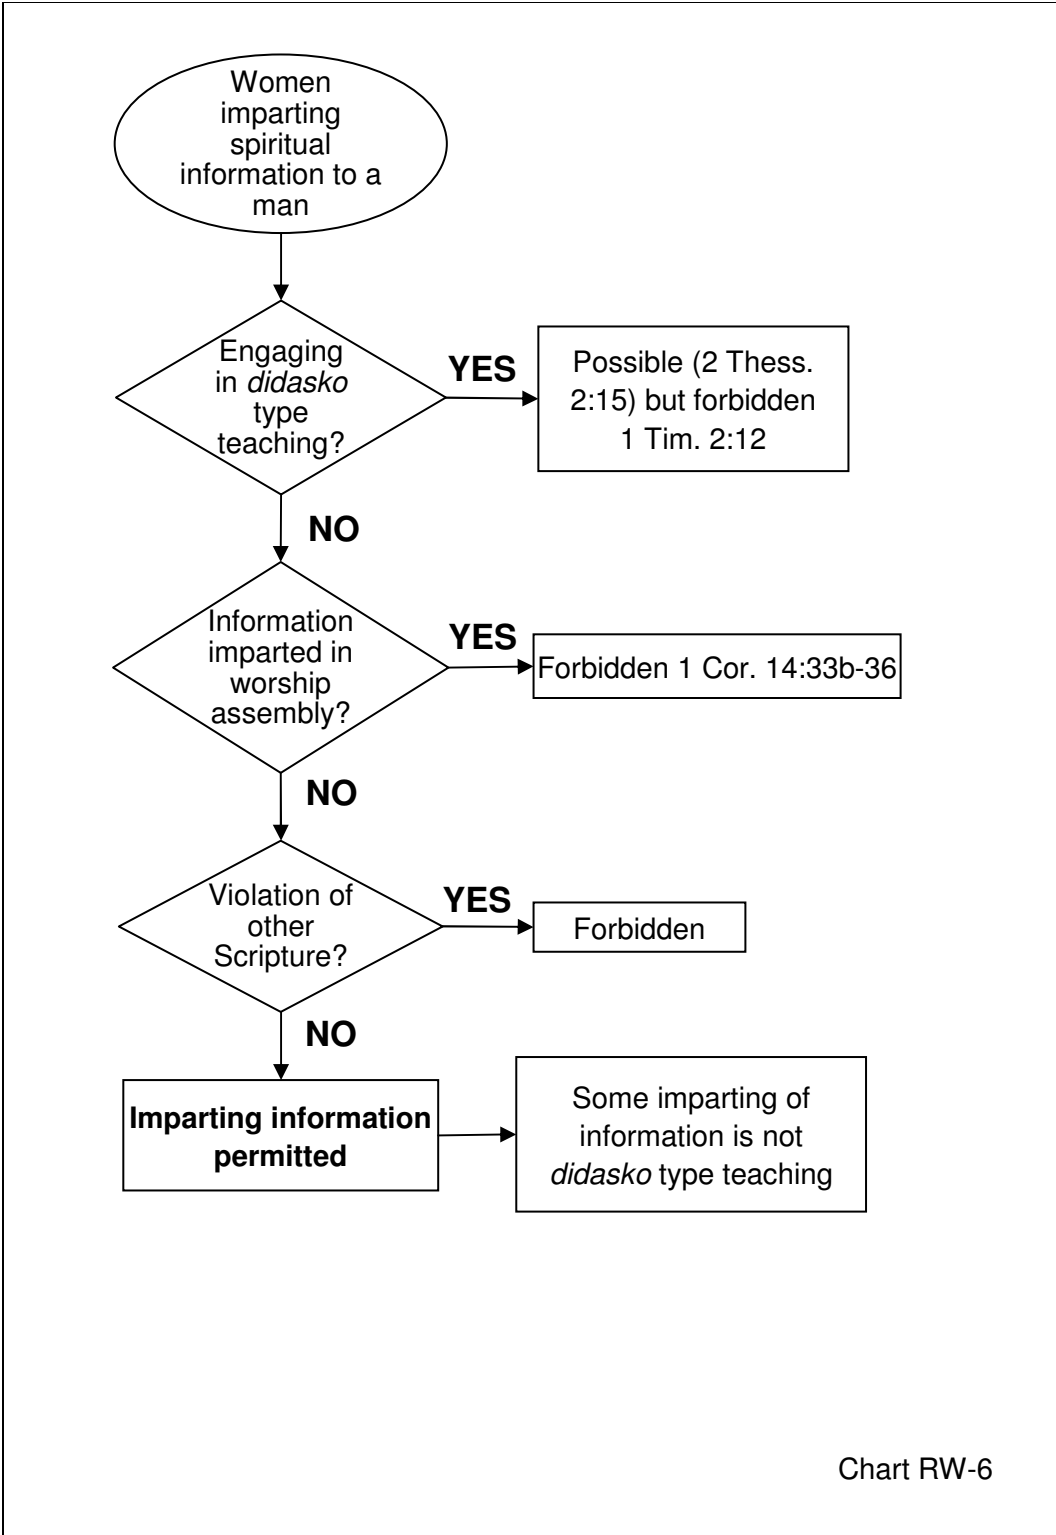 Women
imparting
spiritual
information to a
man
Engaging
in didasko
type
teaching?
YES
Possible (2 Thess.
2:15) but forbidden
1 Tim. 2:12
NO
Information
imparted in
worship
assembly?
YES
Forbidden 1 Cor. 14:33b-36
NO
Violation of
other
Scripture?
YES
Forbidden
NO
Imparting information
permitted
Some imparting of
information is not
didasko type teaching
Chart RW-6